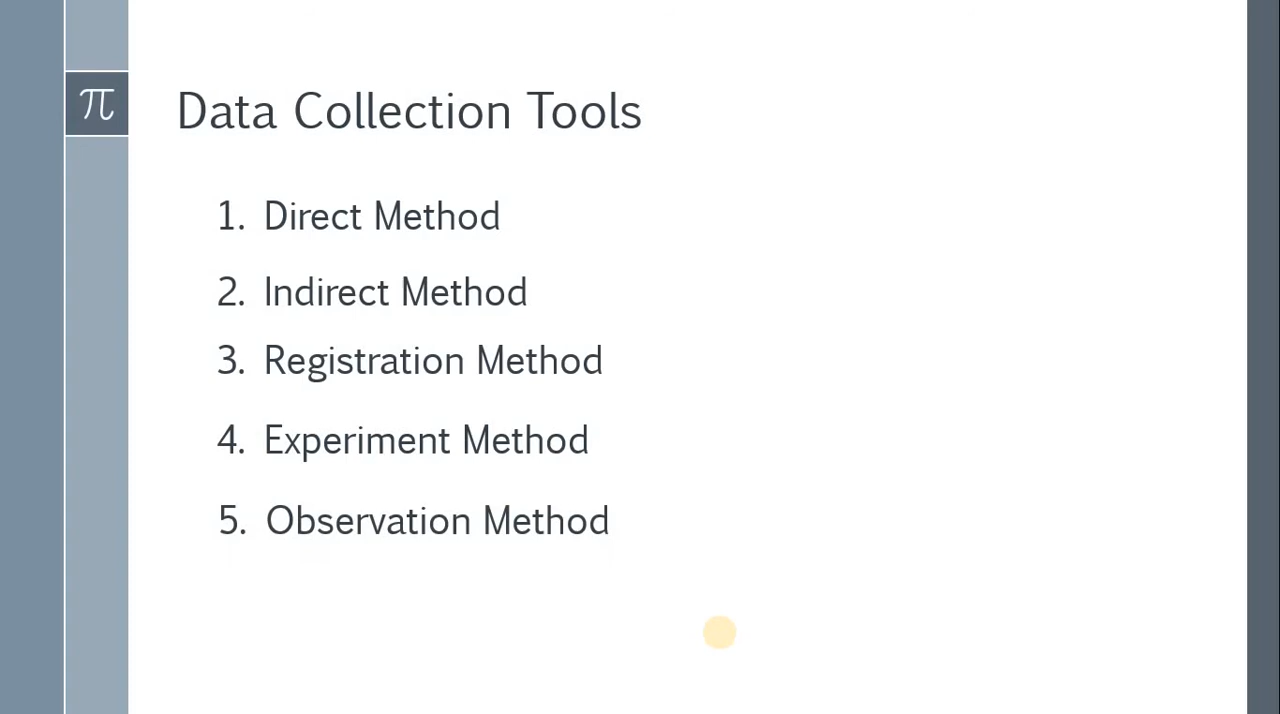 π
Data Collection Tools
1. Direct Method
2. Indirect Method
3. Registration Method
4. Experiment Method
5. Observation Method